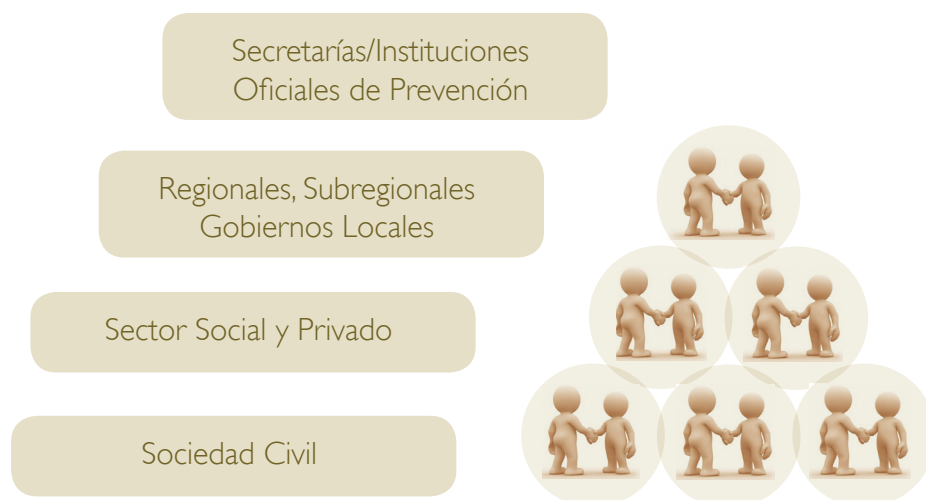 Secretarías/Instituciones
Oficiales de Prevención
Regionales, Subregionales
Gobiernos Locales
Sector Social y Privado
Sociedad Civil